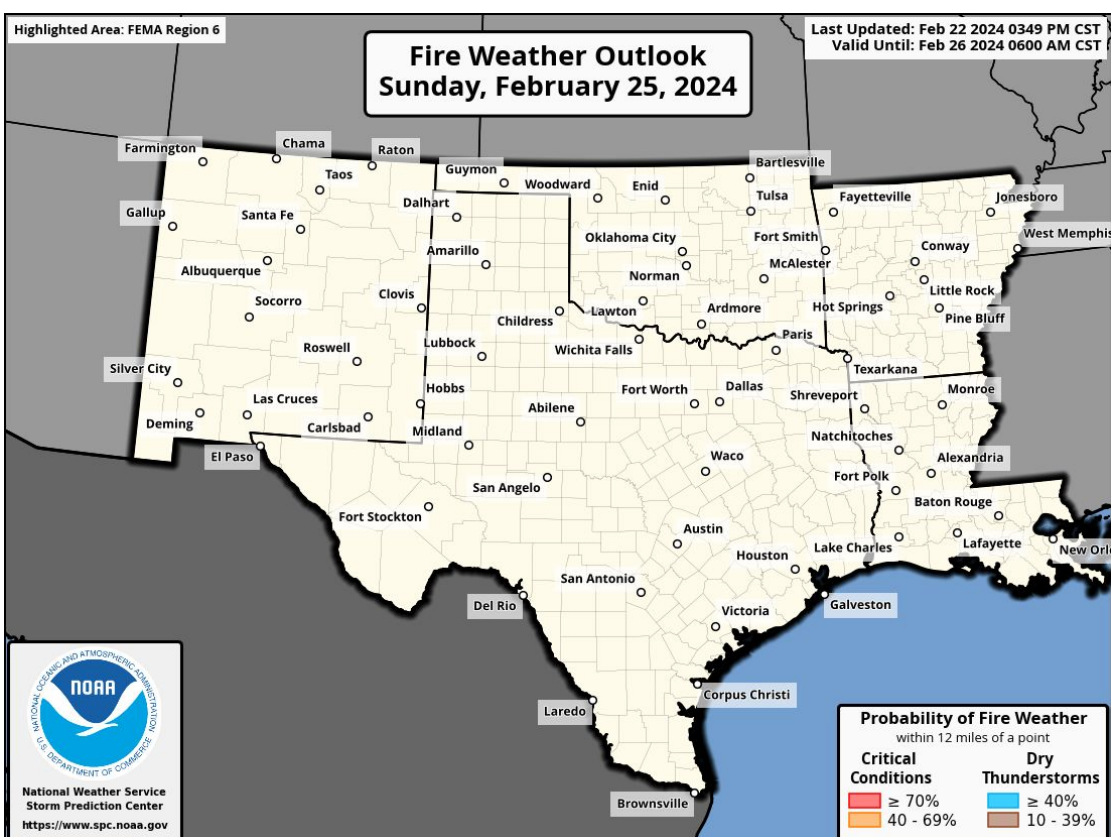 Highlighted Area: FEMA Region 6
Fire Weather Outlook
Sunday, February 25, 2024
Last Updated: Feb 22 2024 0349 PM CST
Valid Until: Feb 26 2024 0600 AM CST
Farmington
Chama
Raton
Taos
Guymon
Woodward
Enid
Bartlesville
Tulsa
Fayetteville
Jonesboro
Gallup
Santa Fe
Dalhart
Oklahoma City
Fort Smith
Conway
West Memphis
Albuquerque
Amarillo
Norman
McAlester
Little Rock
Socorro
Clovis
Childress
Lawton
Ardmore
Hot Springs
Pine Bluff
Roswell
Lubbock
Wichita Falls
Paris
Texarkana
Silver City
Las Cruces
Hobbs
Abilene
Fort Worth
Dallas
Shreveport
Monroe
Deming
Carlsbad
Midland
Natchitoches
El Paso
San Angelo
Waco
Fort Polk
Alexandria
Fort Stockton
Austin
Houston
Lake Charles
Baton Rouge
Lafayette
New Orl
Del Rio
San Antonio
Victoria
Galveston
Laredo
Corpus Christi
Brownsville
NATIONAL OCEANIC AND ATMOSPHERIC ADMINISTRATION
NOAA
U.S. DEPARTMENT OF COMMERCE
National Weather Service
Storm Prediction Center
https://www.spc.noaa.gov
Probability of Fire Weather
within 12 miles of a point
Critical Conditions
≥ 70%
40 - 69%
Dry Thunderstorms
≥ 40%
10 - 39%